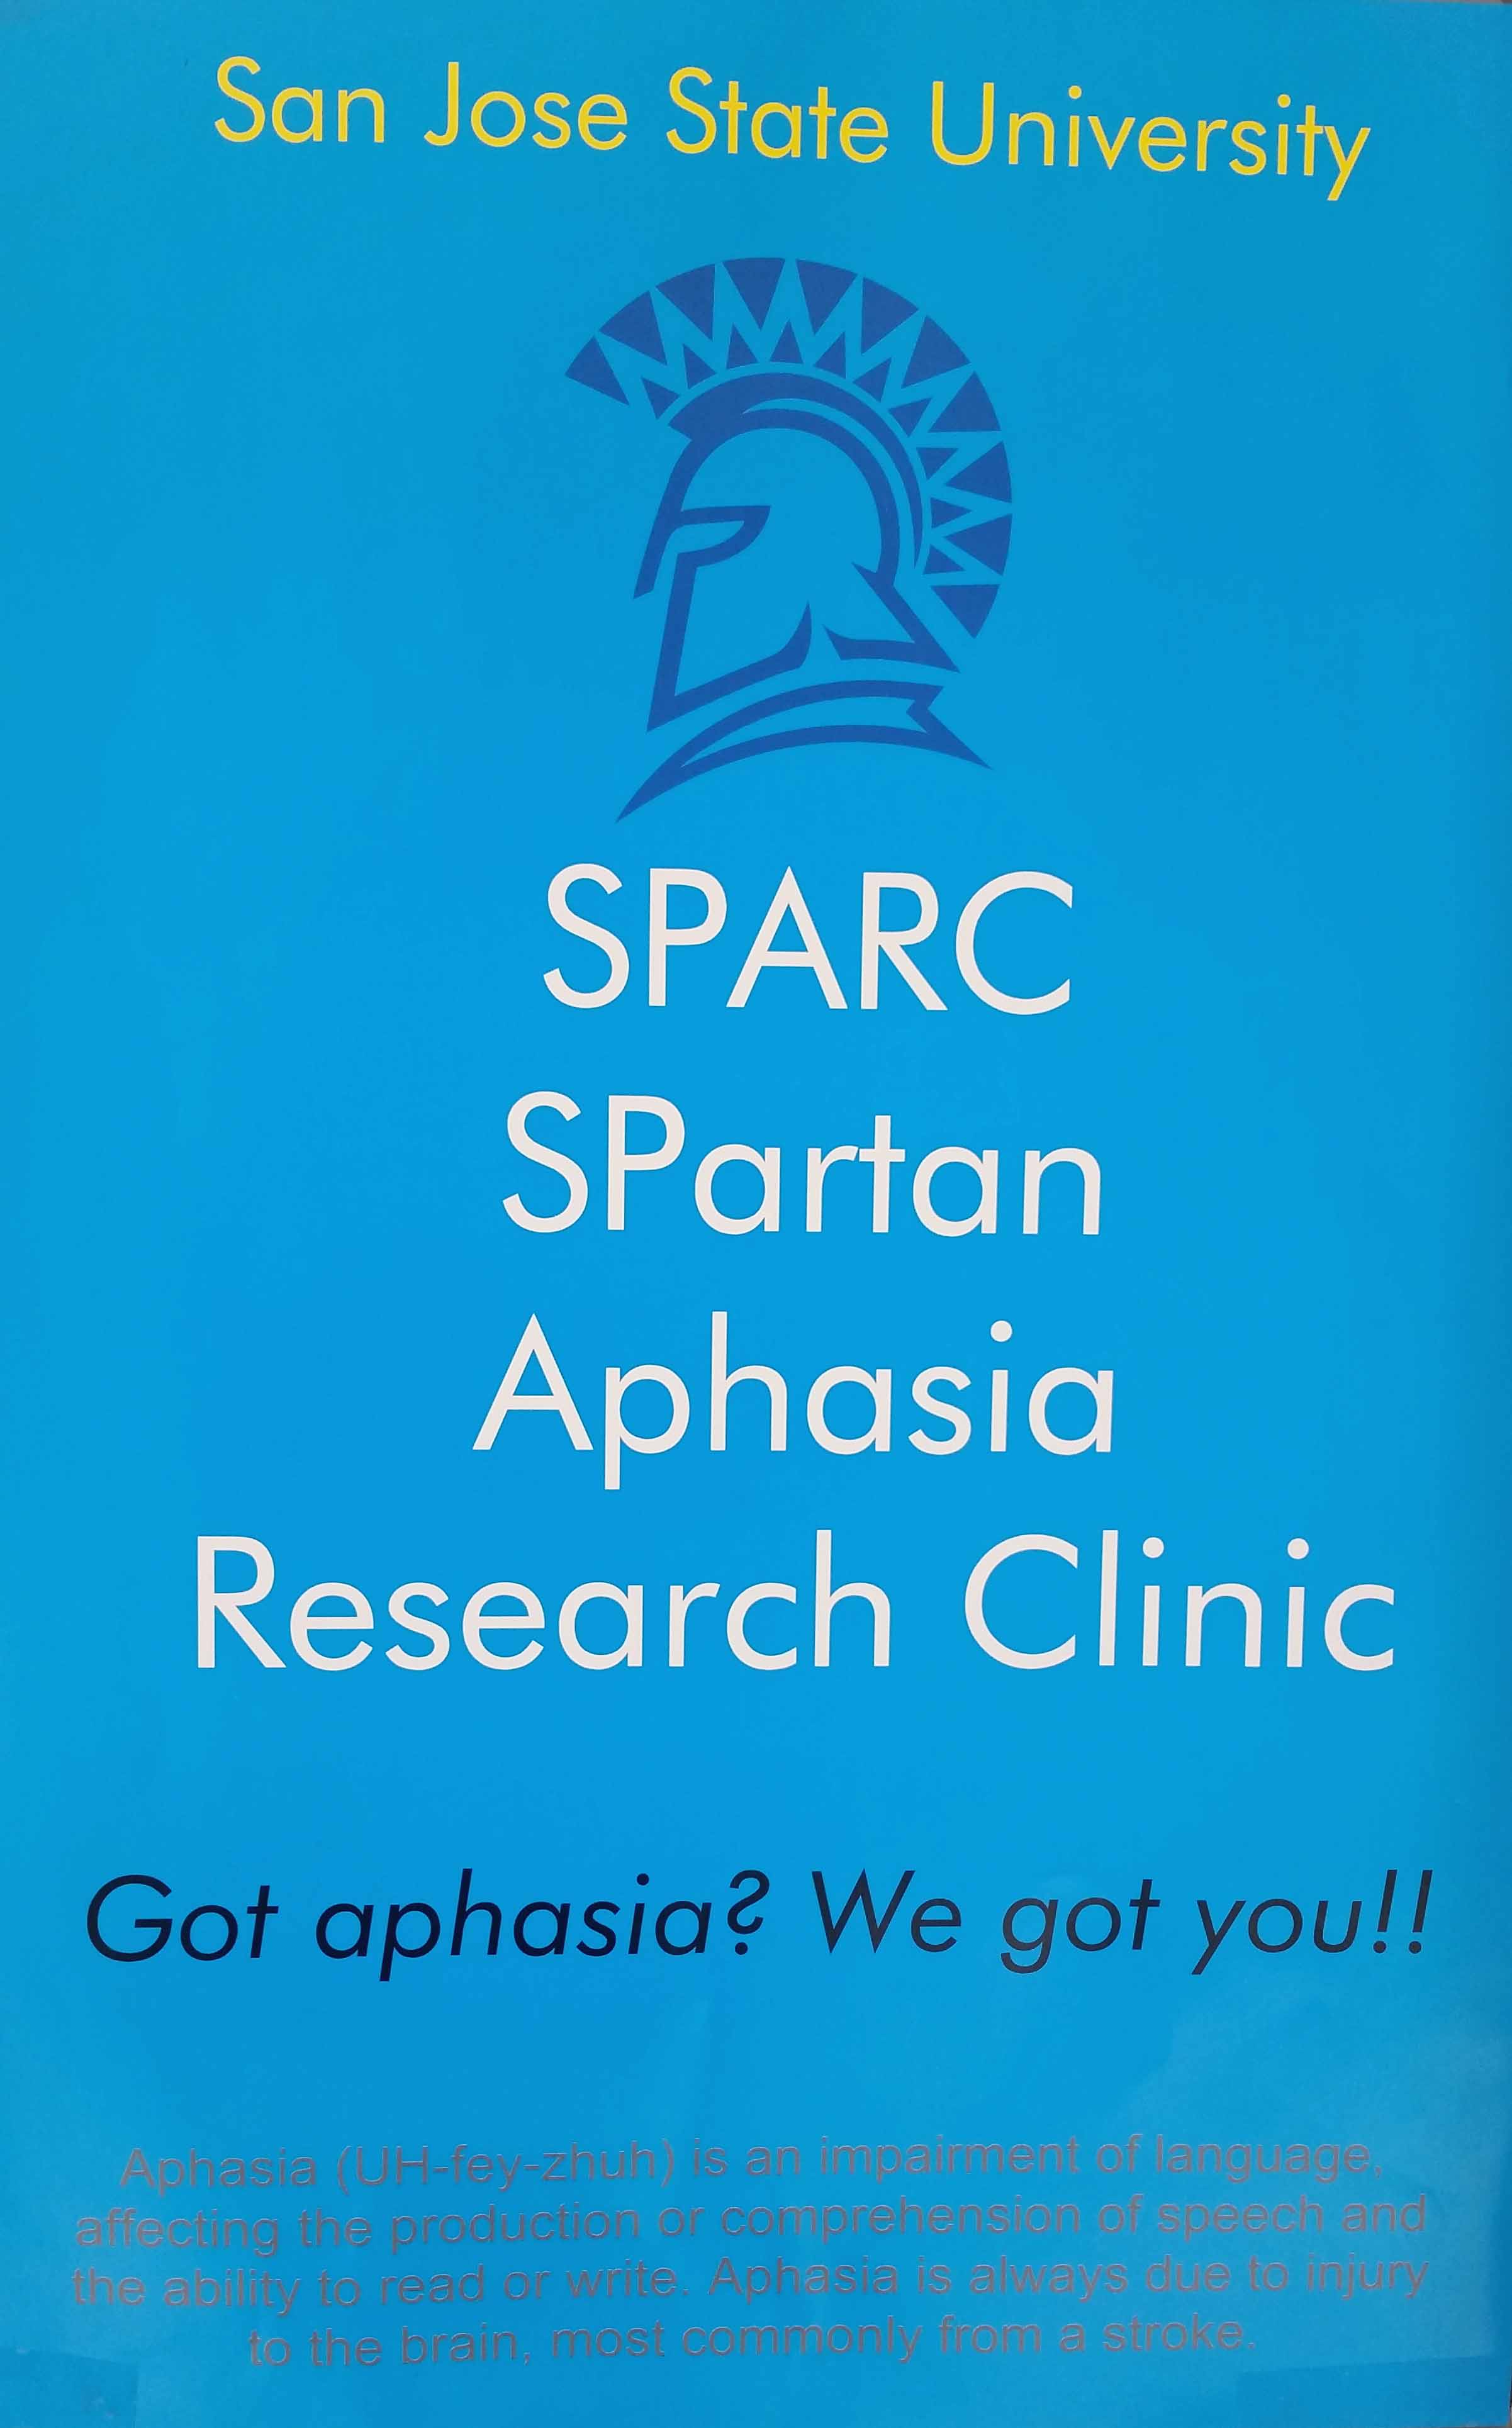 San Jose State University
SPARC
SPartan
Aphasia
Research Clinic
Got aphasia? We got you!!
Aphasia (UH-fey-zhuh) is an impairment of language,
affecting the production or comprehension of speech and
the ability to read or write. Aphasia is always due to injury
to the brain, most commonly from a stroke.